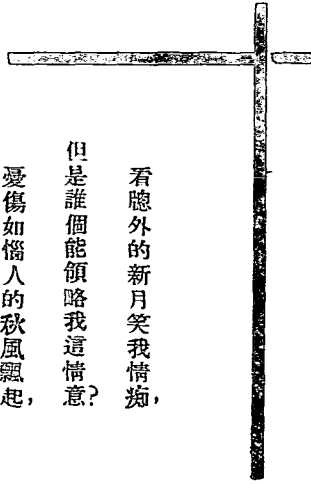 看牕外的新月笑我情痴，
但是誰個能領略我這情意？
憂傷如惱人的秋風飄起，